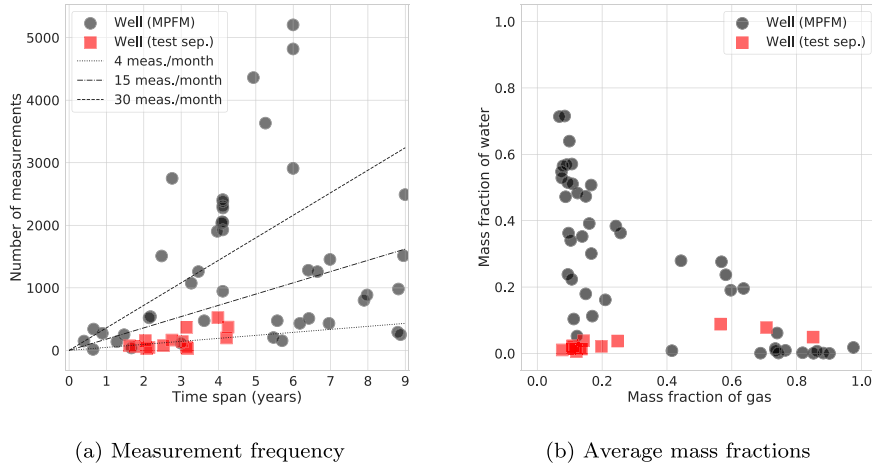 Well (MPFM)
Well (test sep.)
4 meas./month
15 meas./month
30 meas./month
Number of measurements
5000
4000
3000
2000
1000
0
0 1 2 3 4 5 6 7 8 9
Time span (years)
(a) Measurement frequency
Well (MPFM)
Well (test sep.)
Mass fraction of water
1.0
0.8
0.6
0.4
0.2
0.0
0.0 0.2 0.4 0.6 0.8 1.0
Mass fraction of gas
(b) Average mass fractions